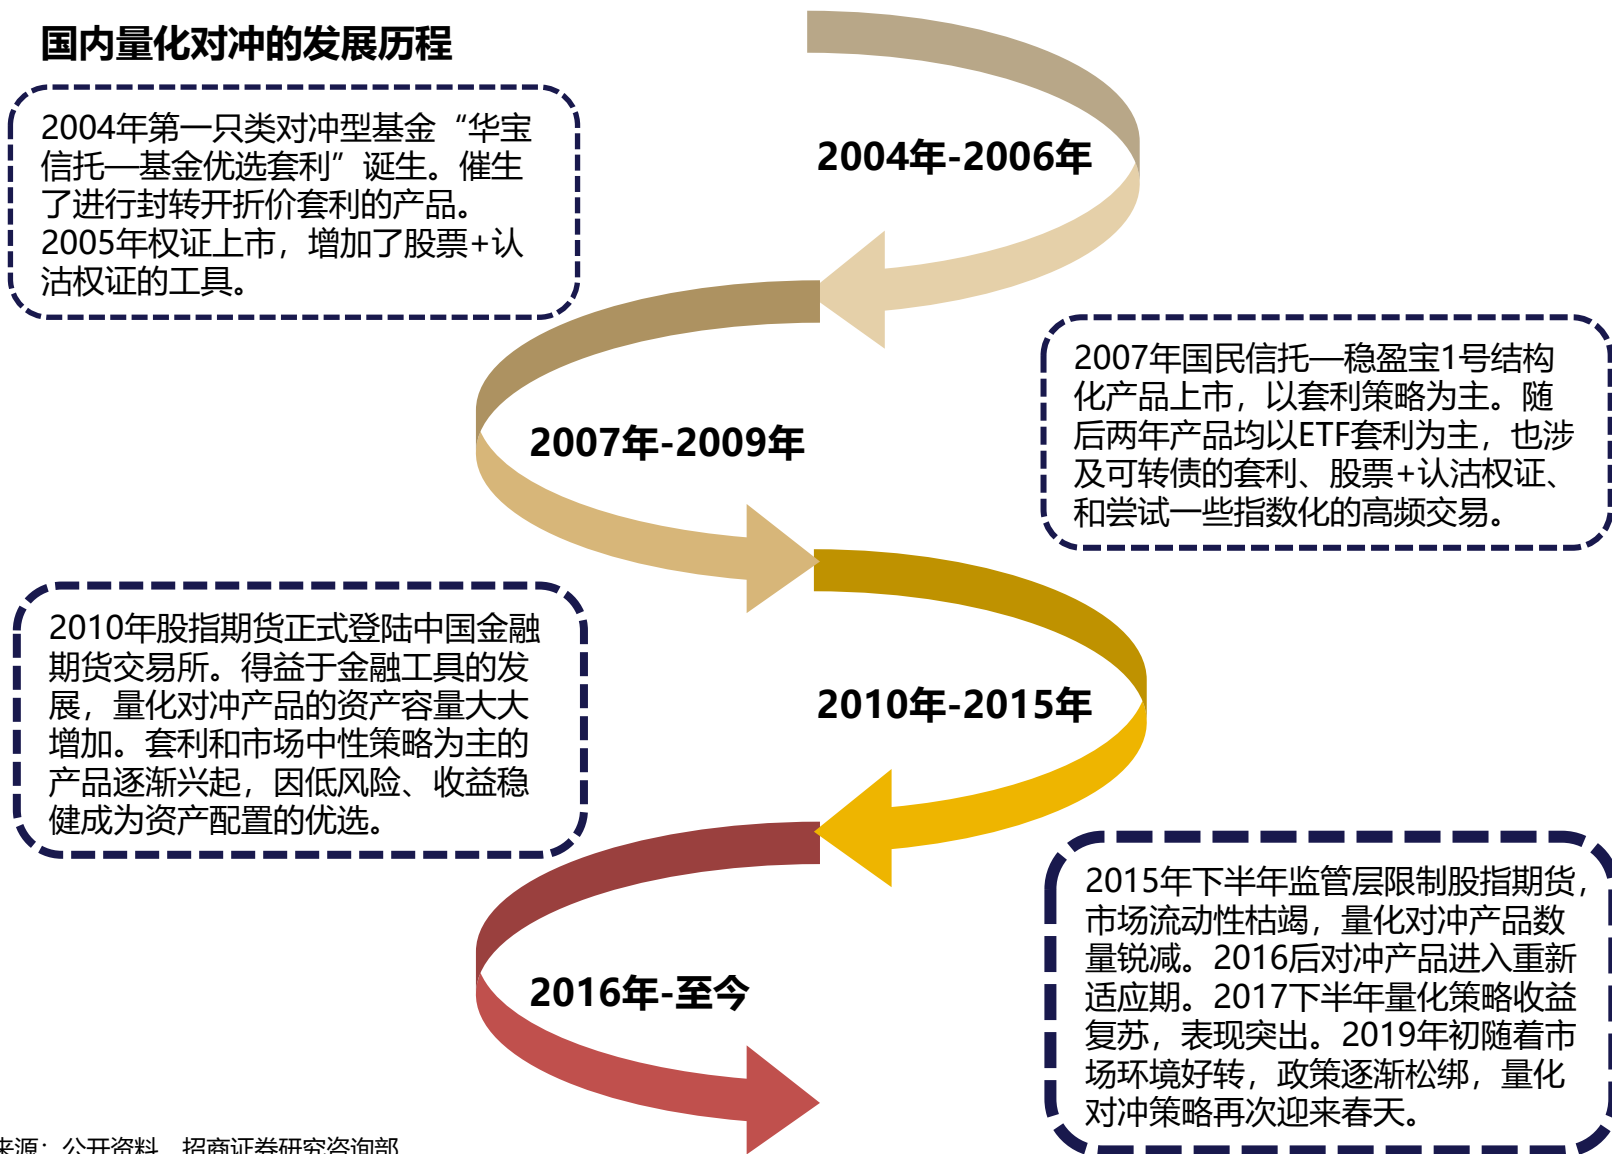 国内量化对冲的发展历程
2004年第一只类对冲型基金“华宝
信托—基金优选套利”诞生。催生
了进行封转开折价套利的产品。
2005年权证上市，增加了股票+认
沽权证的工具。
2004年-2006年
2007年国民信托—稳盈宝1号结构
化产品上市，以套利策略为主。随
后两年产品均以ETF套利为主，也涉
及可转债的套利、股票+认沽权证、
和尝试一些指数化的高频交易。
2007年-2009年
2010年股指期货正式登陆中国金融
期货交易所。得益于金融工具的发
展，量化对冲产品的资产容量大大
增加。套利和市场中性策略为主的
产品逐渐兴起，因低风险、收益稳
健成为资产配置的优选。
2010年-2015年
2015年下半年监管层限制股指期货，
市场流动性枯竭，量化对冲产品数
量锐减。2016后对冲产品进入重新
适应期。2017下半年量化策略收益
复苏，表现突出。2019年初随着市
场环境好转，政策逐渐松绑，量化
对冲策略再次迎来春天。
2016年-至今
来源：公开资料，招商证券研究咨询部